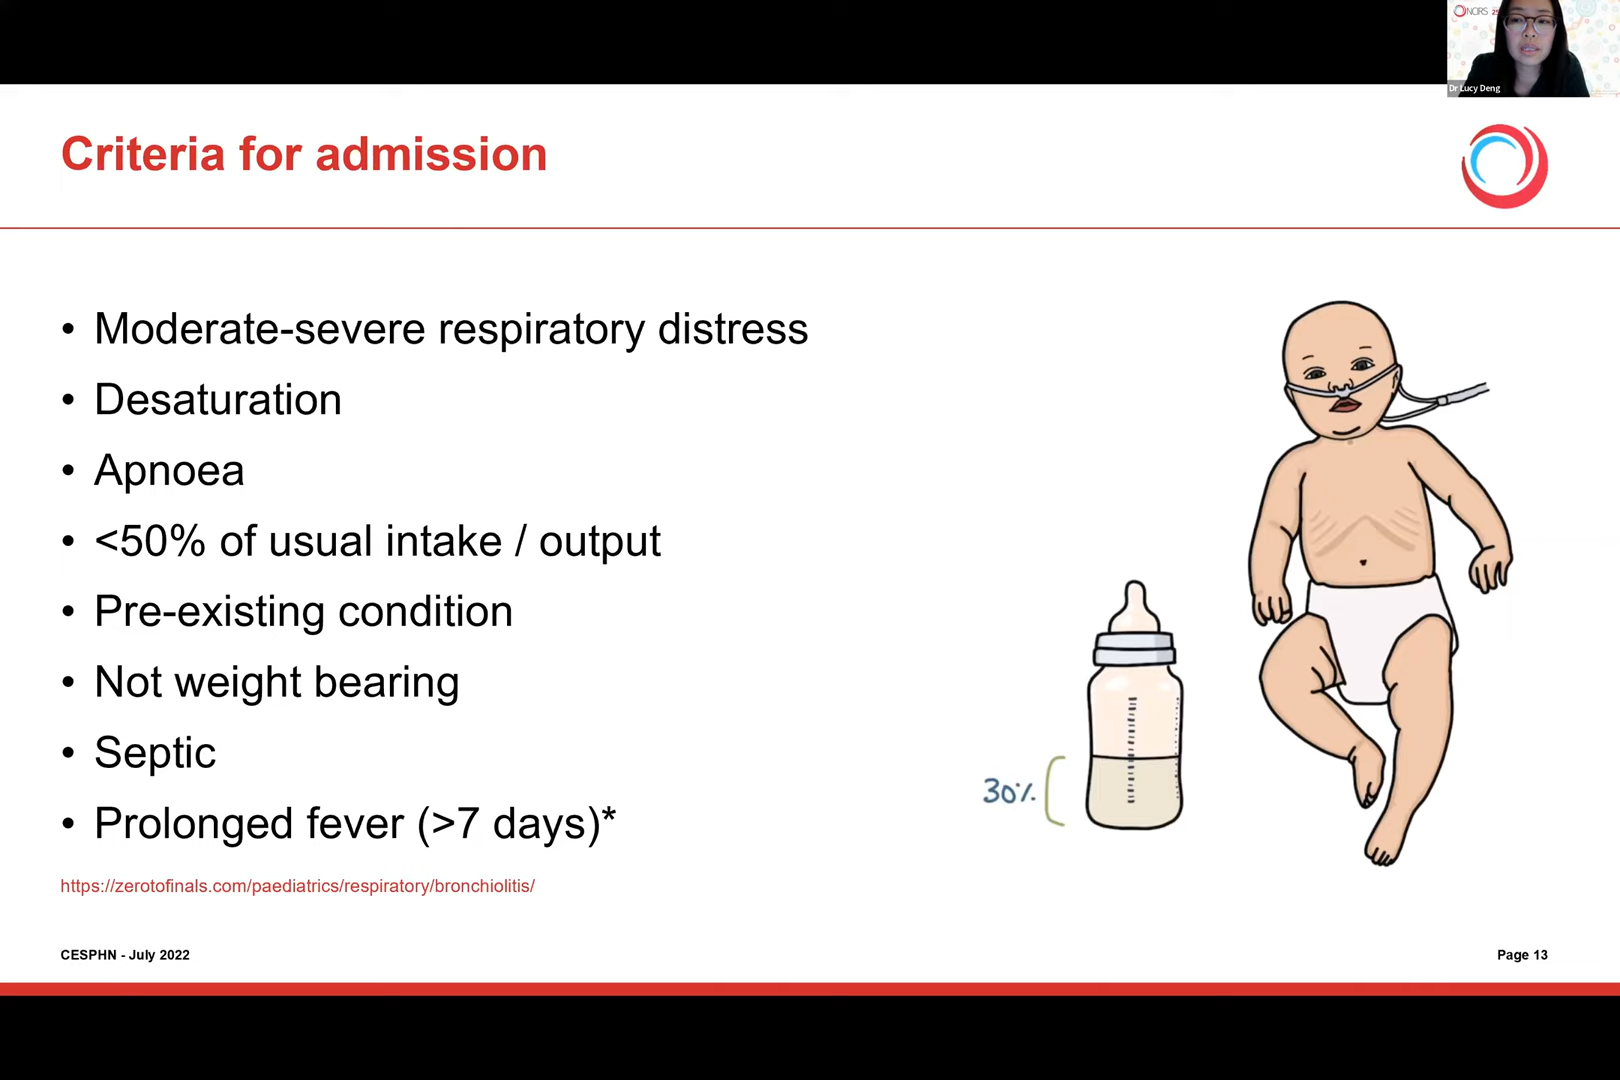 NCIRS
Dr Lucy Deng
Criteria for admission
• Moderate-severe respiratory distress
• Desaturation
• Apnoea
• <50% of usual intake / output
• Pre-existing condition
• Not weight bearing
• Septic
• Prolonged fever (>7 days)*
30%
https://zerotofinals.com/paediatrics/respiratory/bronchiolitis/
CESPHN - July 2022
Page 13